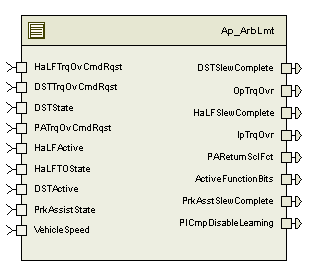 Ap_ArbLmt
HaLFTrqOvCmdRqst
DSTTrqOvCmdRqst
DSTState
PATrqOvCmdRqst
HaLFActive
HaLFTOState
DSTActive
PrkAssistState
VehicleSpeed
DSTSlewComplete
OpTrqOvr
HaLFSlewComplete
IpTrqOvr
PAReturnSclFct
ActiveFunctionBits
PrkAsstSlewComplete
PICmpDisableLearning